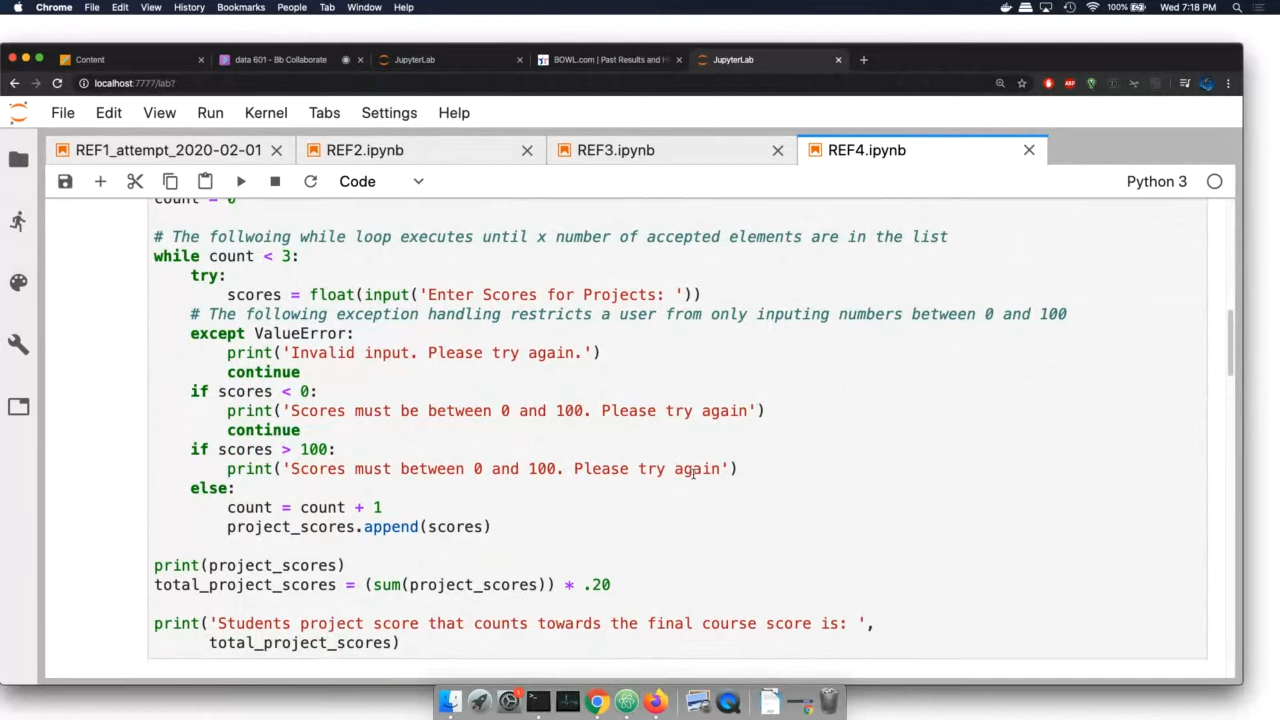 Chrome File Edit View History Bookmarks People Tab Window Help 100% Wed 7:18 PM
Content data 601 - Bb Collaborate JupyterLab BOWL.com | Past Results and H JupyterLab
localhost:7777/lab?
File Edit View Run Kernel Tabs Settings Help
REF1_attempt_2020-02-01 REF2.ipynb REF3.ipynb REF4.ipynb
Code Python 3
count = 0
# The follwoing while loop executes until x number of accepted elements are in the list
while count < 3:
try:
scores = float(input('Enter Scores for Projects: '))
# The following exception handling restricts a user from only inputing numbers between 0 and 100
except ValueError:
print('Invalid input. Please try again.')
continue
if scores < 0:
print('Scores must be between 0 and 100. Please try again')
continue
if scores > 100:
print('Scores must between 0 and 100. Please try again')
else:
count = count + 1
project_scores.append(scores)
print(project_scores)
total_project_scores = (sum(project_scores)) * .20
print('Students project score that counts towards the final course score is: ',
total_project_scores)